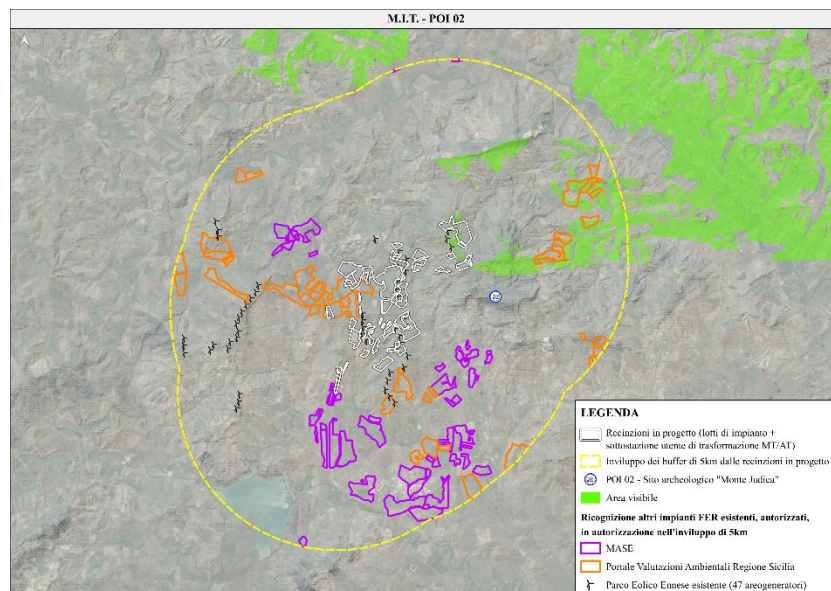 M.I.T. - POI 02
LEGENDA
Recinzioni in progetto (lotti di impianto +
sottostazione utente di trasformazione MT/AT)
Inviluppo dei buffer di 5km dalle recinzioni in progetto
POI 02 - Sito archeologico "Monte Judica"
Area visibile
Ricognizione altri impianti FER esistenti, autorizzati,
in autorizzazione nell'inviluppo di 5km
MASE
Portale Valutazioni Ambientali Regione Sicilia
Parco Eolico Ennese esistente (47 areogeneratori)